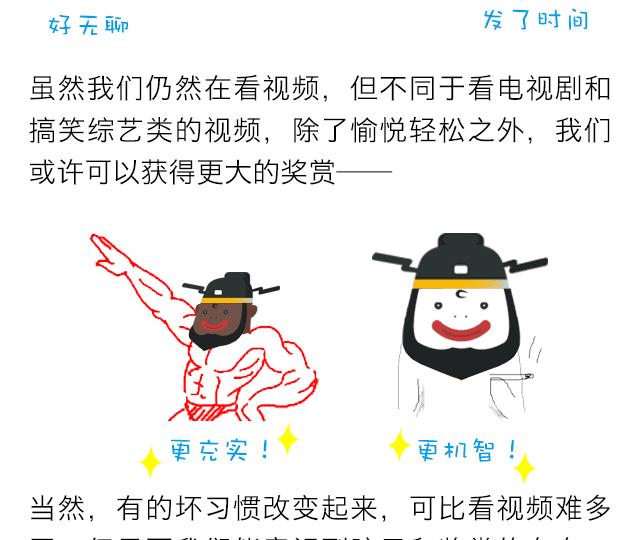 好无聊
发了时间
虽然我们仍然在看视频，但不同于看电视剧和
搞笑综艺类的视频，除了愉悦轻松之外，我们
或许可以获得更大的奖赏——
更充实！
更机智！
当然，有的坏习惯改变起来，可比看视频难多